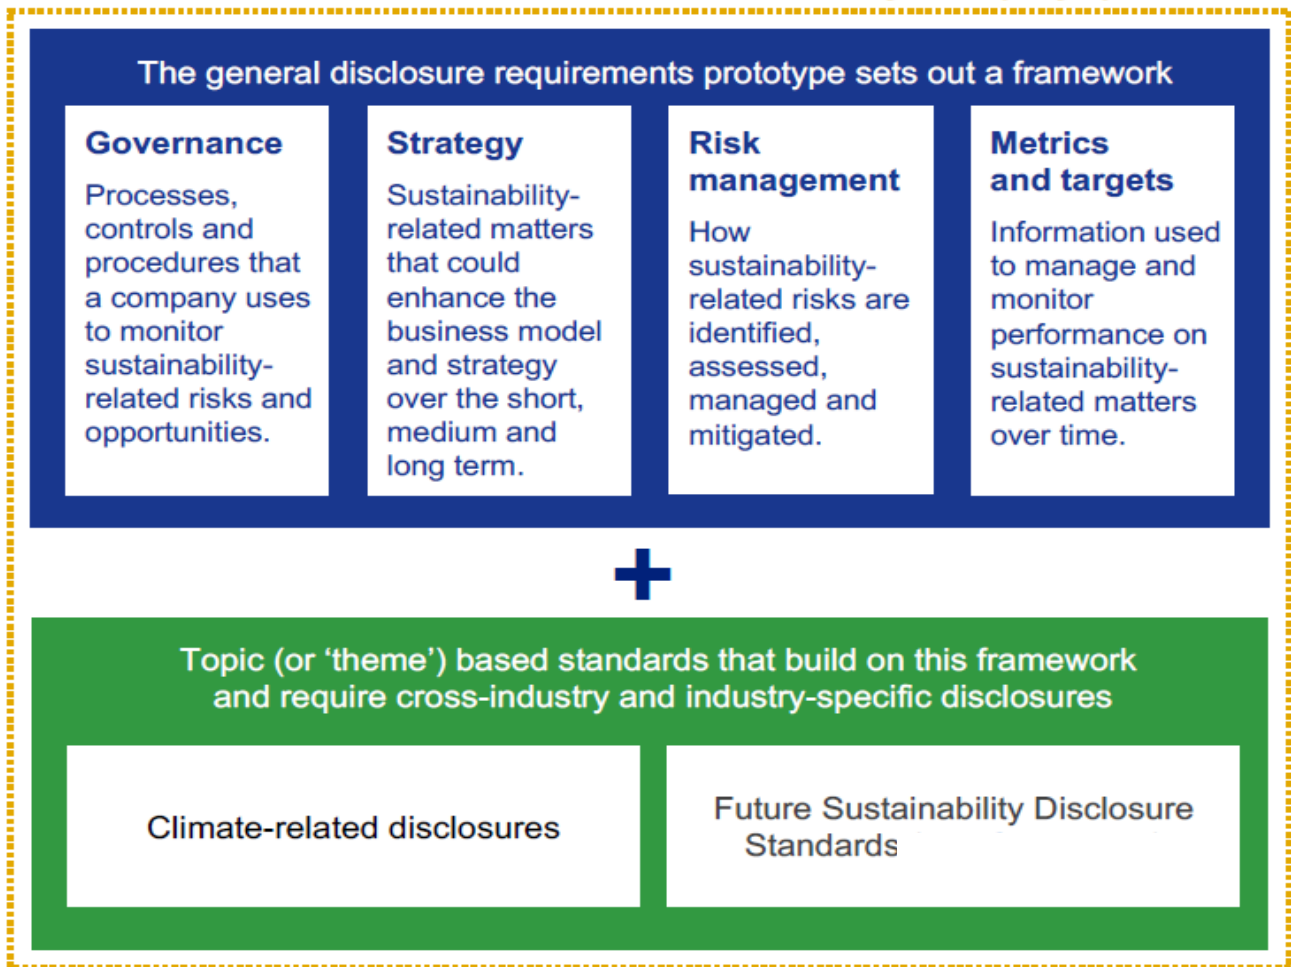 The general disclosure requirements prototype sets out a framework
Governance
Processes,
controls and
procedures that
a company uses
to monitor
sustainability-
related risks and
opportunities.
Strategy
Sustainability-
related matters
that could
enhance the
business model
and strategy
over the short,
medium and
long term.
Risk
management
How
sustainability-
related risks are
identified,
assessed,
managed and
mitigated.
Metrics
and targets
Information used
to manage and
monitor
performance on
sustainability-
related matters
over time.
+
Topic (or ‘theme’) based standards that build on this framework
and require cross-industry and industry-specific disclosures
Climate-related disclosures
Future Sustainability Disclosure
Standards